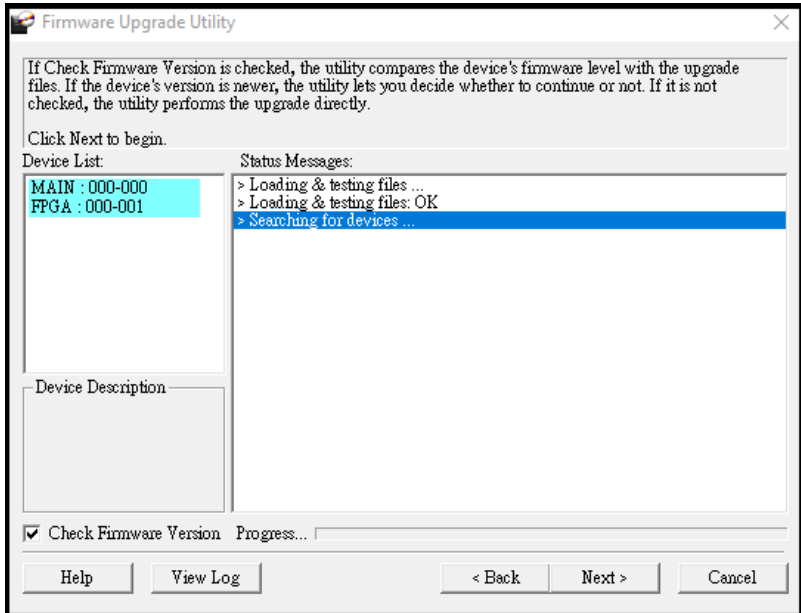 Firmware Upgrade Utility
If Check Firmware Version is checked, the utility compares the device's firmware level with the upgrade
files. If the device's version is newer, the utility lets you decide whether to continue or not. If it is not
checked, the utility performs the upgrade directly.
Click Next to begin.
Device List:
MAIN : 000-000
FPGA : 000-001
Status Messages:
> Loading & testing files ...
> Loading & testing files: OK
> Searching for devices ...
Device Description
Check Firmware Version
Progress...
Help
View Log
< Back
Next >
Cancel